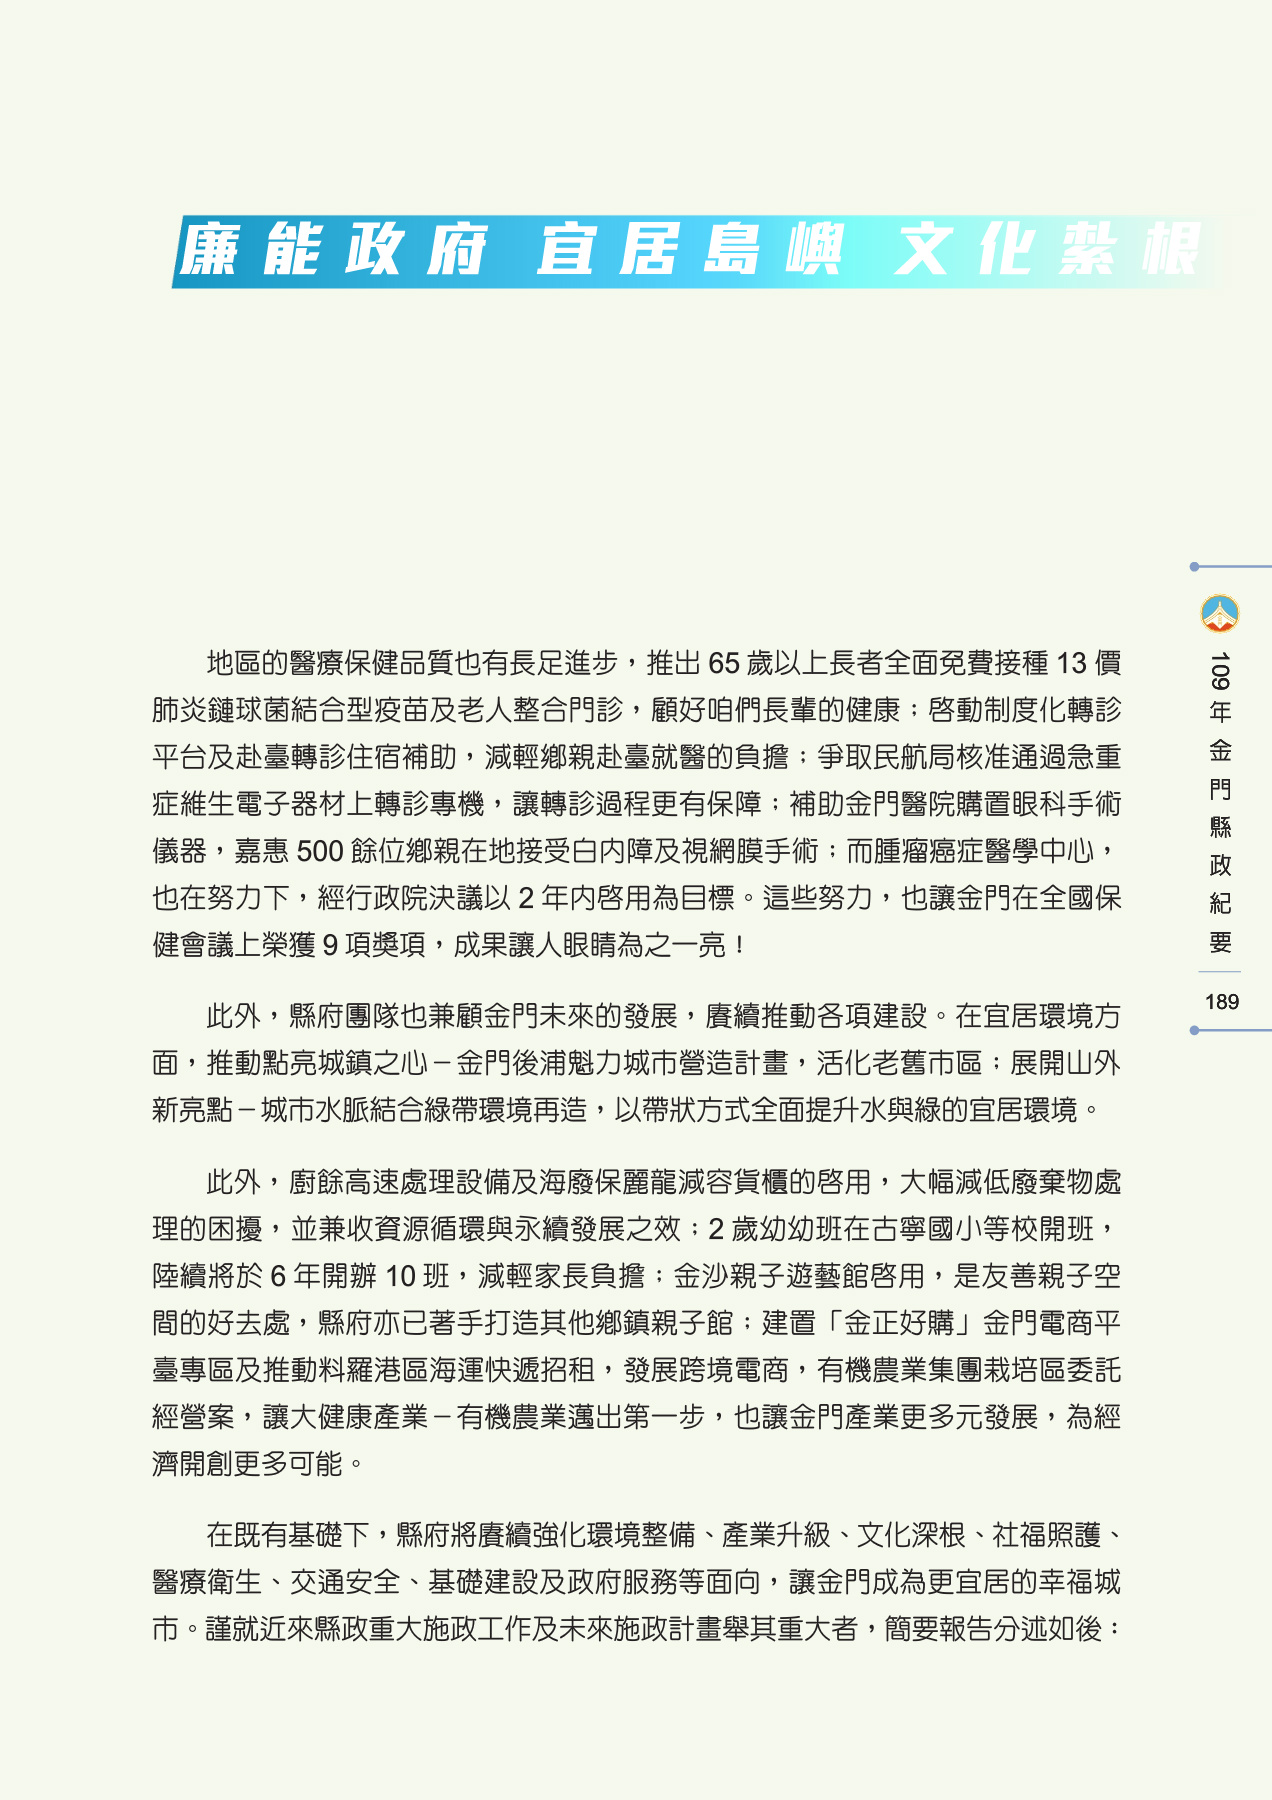 廉能政府 宜居島嶼 文化紮根
地區的醫療保健品質也有長足進步，推出 65 歲以上長者全面免費接種 13 價
肺炎鏈球菌結合型疫苗及老人整合門診，顧好咱們長輩的健康；啓動制度化轉診
平台及赴臺轉診住宿補助，減輕鄉親赴臺就醫的負擔；爭取民航局核准通過急重
症維生電子器材上轉診專機，讓轉診過程更有保障；補助金門醫院購置眼科手術
儀器，嘉惠 500 餘位鄉親在地接受白內障及視網膜手術；而腫瘤癌症醫學中心，
也在努力下，經行政院決議以 2 年內啓用為目標。這些努力，也讓金門在全國保
健會議上榮獲 9 項獎項，成果讓人眼睛為之一亮！
此外，縣府團隊也兼顧金門未來的發展，賡續推動各項建設。在宜居環境方
面，推動點亮城鎮之心－金門後浦魁力城市營造計畫，活化老舊市區；展開山外
新亮點－城市水脈結合綠帶環境再造，以帶狀方式全面提升水與綠的宜居環境。
此外，廚餘高速處理設備及海廢保麗龍減容貨櫃的啓用，大幅減低廢棄物處
理的困擾，並兼收資源循環與永續發展之效；2 歲幼幼班在古寧國小等校開班，
陸續將於 6 年開辦 10 班，減輕家長負擔；金沙親子遊藝館啓用，是友善親子空
間的好去處，縣府亦已著手打造其他鄉鎮親子館；建置「金正好購」金門電商平
臺專區及推動料羅港區海運快遞招租，發展跨境電商，有機農業集團栽培區委託
經營案，讓大健康產業－有機農業邁出第一步，也讓金門產業更多元發展，為經
濟開創更多可能。
在既有基礎下，縣府將賡續強化環境整備、產業升級、文化深根、社福照護、
醫療衛生、交通安全、基礎建設及政府服務等面向，讓金門成為更宜居的幸福城
市。謹就近來縣政重大施政工作及未來施政計畫舉其重大者，簡要報告分述如後：
109年金門縣政紀要
189